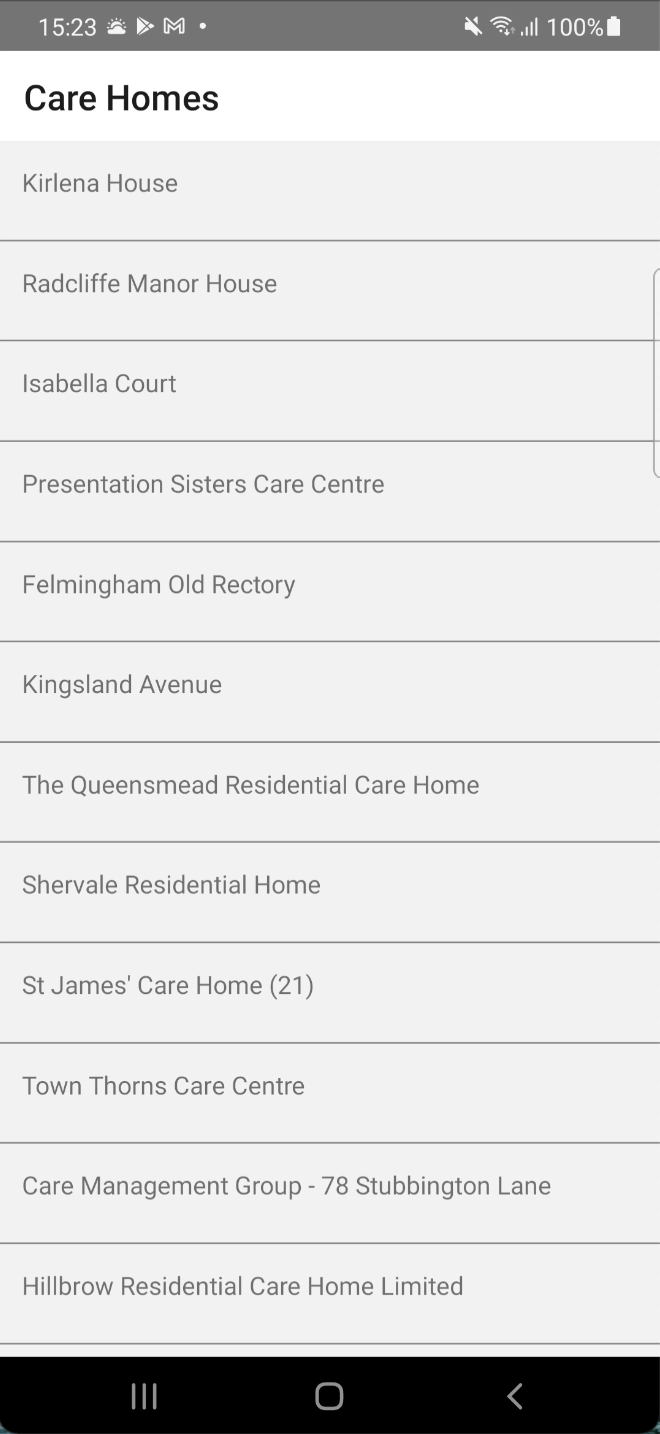 15:23 100%
Care Homes
Kirlena House
Radcliffe Manor House
Isabella Court
Presentation Sisters Care Centre
Felmingham Old Rectory
Kingsland Avenue
The Queensmead Residential Care Home
Shervale Residential Home
St James' Care Home (21)
Town Thorns Care Centre
Care Management Group - 78 Stubbington Lane
Hillbrow Residential Care Home Limited